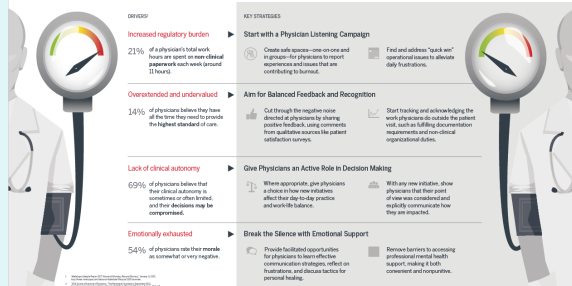 DRIVERS¹
KEY STRATEGIES
Increased regulatory burden
21% of a physician's total work
hours are spent on non-clinical
paperwork each week (around
11 hours).
Start with a Physician Listening Campaign
Create safe spaces—one-on-one and
in groups—for physicians to report
experiences and issues that are
contributing to burnout.
Find and address "quick win"
operational issues to alleviate
daily frustrations.
Overextended and undervalued
14% of physicians believe they have
all the time they need to provide
the highest standard of care.
Aim for Balanced Feedback and Recognition
Cut through the negative noise
directed at physicians by sharing
positive feedback, using comments
from qualitative sources like patient
satisfaction surveys.
Start tracking and acknowledging the
work physicians do outside the patient
visit, such as fulfilling documentation
requirements and non-clinical
organizational duties.
Lack of clinical autonomy
69% of physicians believe that
their clinical autonomy is
sometimes or often limited,
and their decisions may be
compromised.
Give Physicians an Active Role in Decision Making
Where appropriate, give physicians
a choice in how new initiatives
affect their day-to-day practice
and work-life balance.
With any new initiative, show
physicians that their point of
view was considered and
explicitly communicate how
they are impacted.
Emotionally exhausted
54% of physicians rate their morale
as somewhat or very negative.
Break the Silence with Emotional Support
Provide facilitated opportunities
for physicians to learn effective
communication strategies, reflect on
frustrations, and discuss tactics for
personal healing.
Remove barriers to accessing
professional mental health
support, making it both
convenient and nonpunitive.